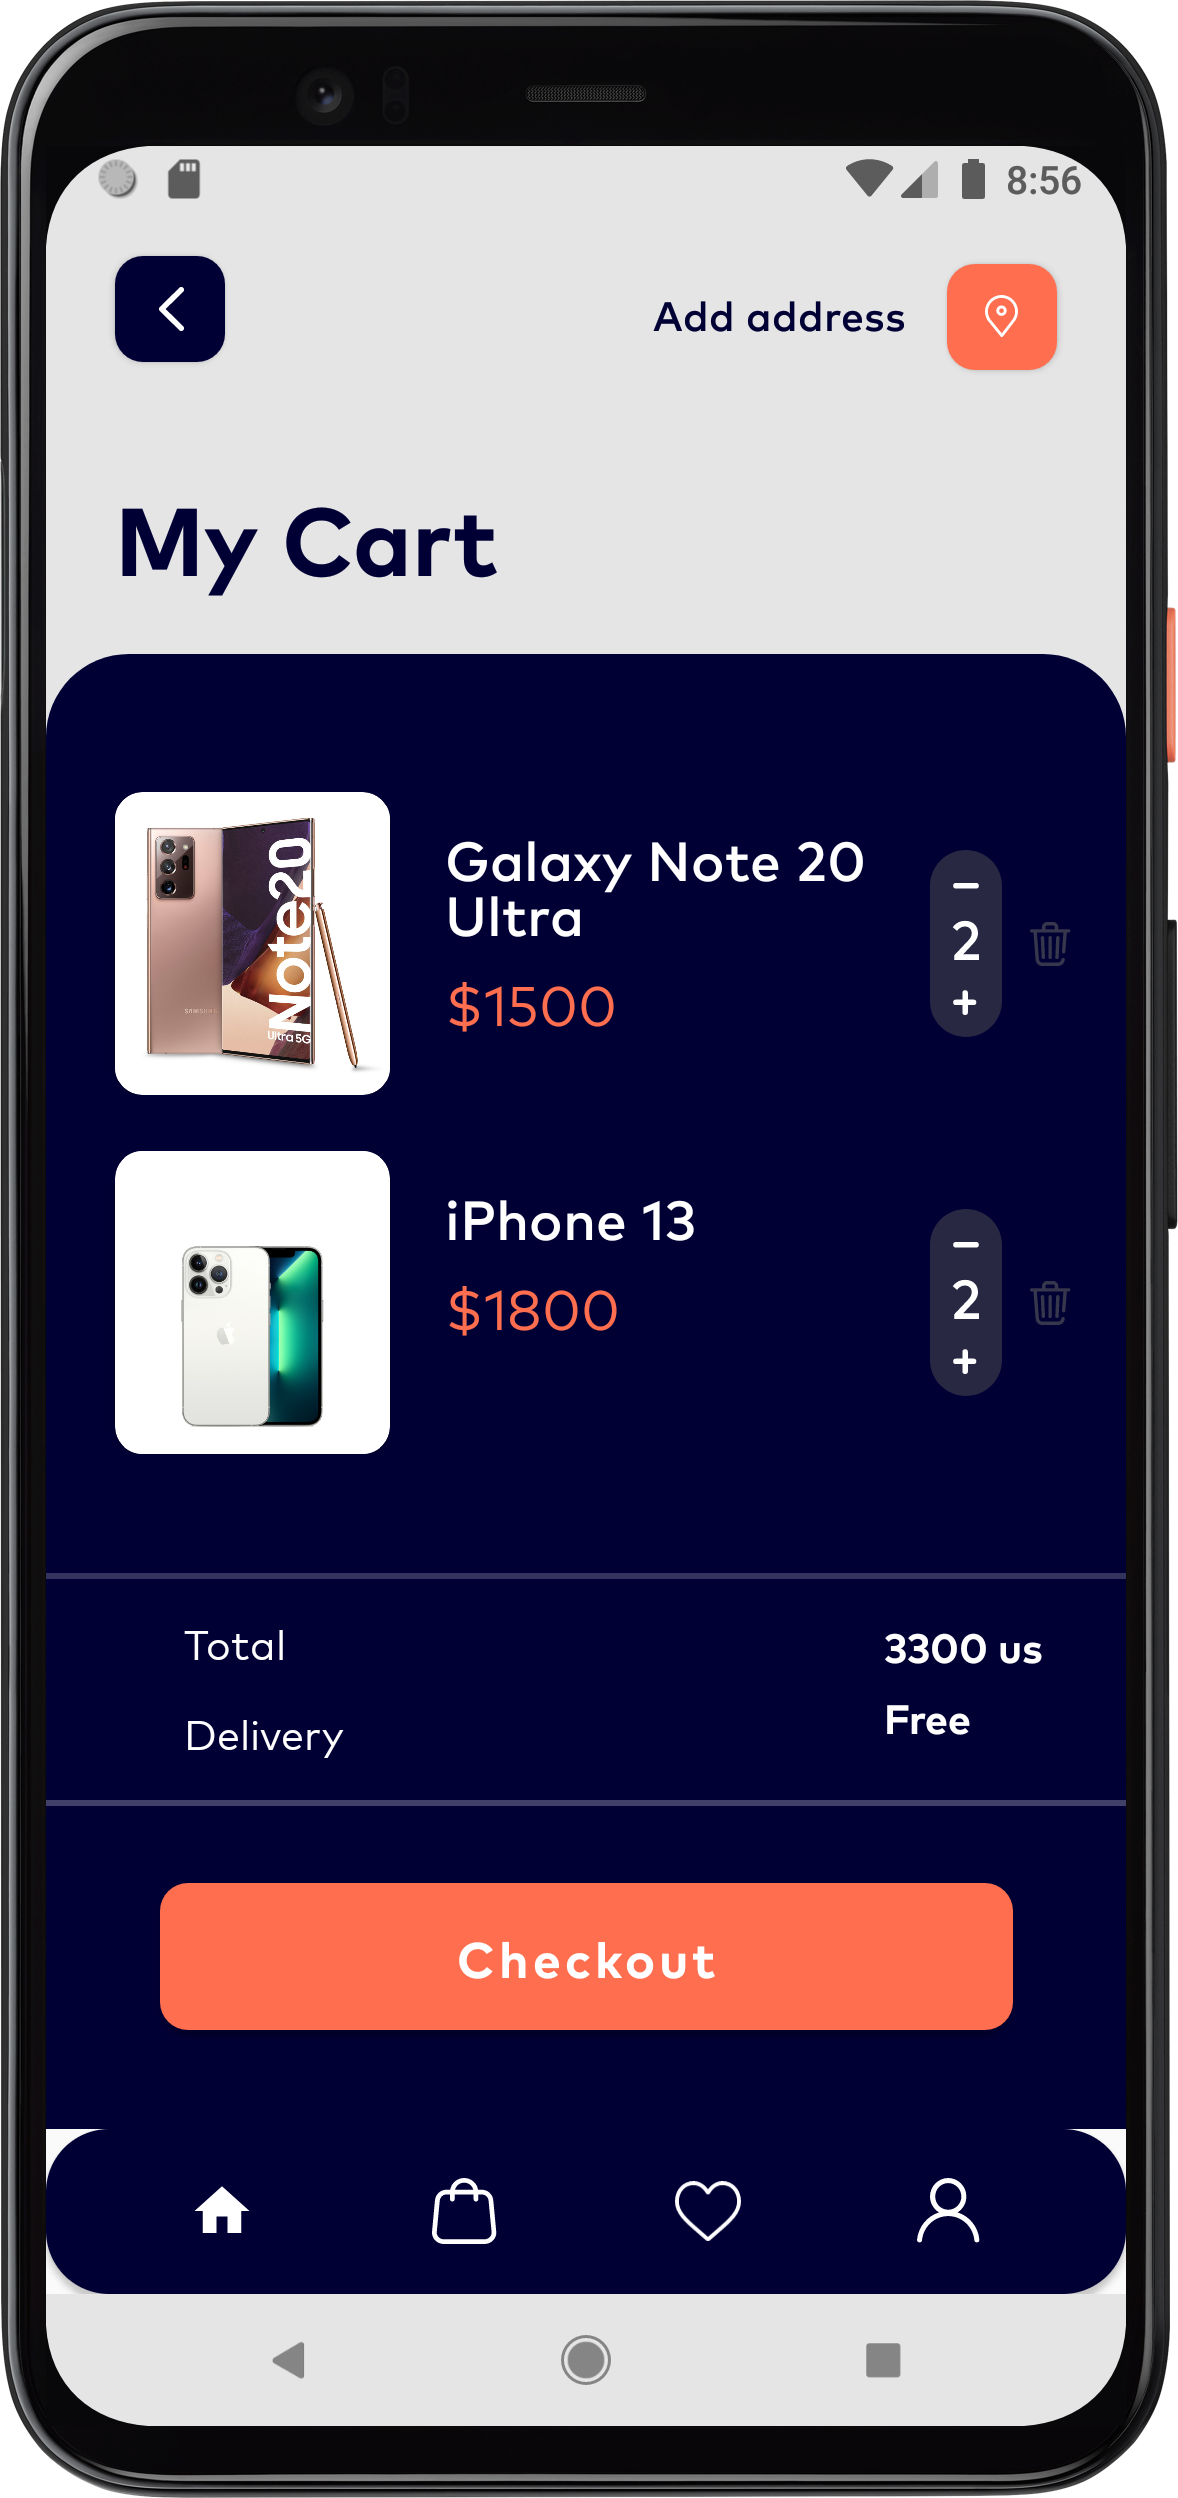 8:56
Add address
My Cart
Galaxy Note 20
Ultra
$1500
2
Note20
Ultra 5G
SAMSUNG
iPhone 13
$1800
2
Total
3300 us
Delivery
Free
Checkout